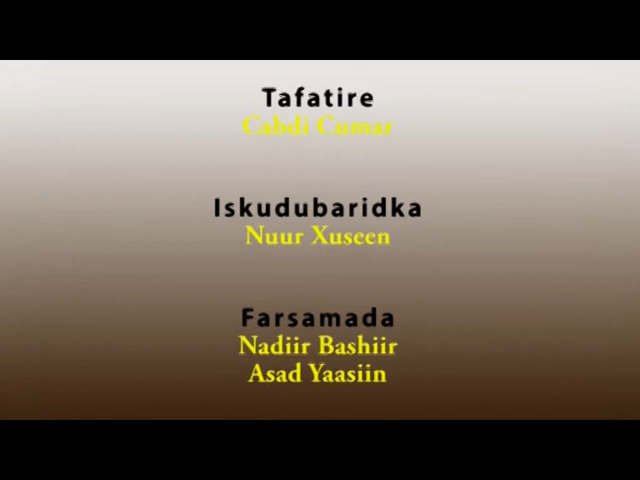 Tafatire
Cabdi Cumar
Iskudubaridka
Nuur Xuseen
Farsamada
Nadiir Bashiir
Asad Yaasiin